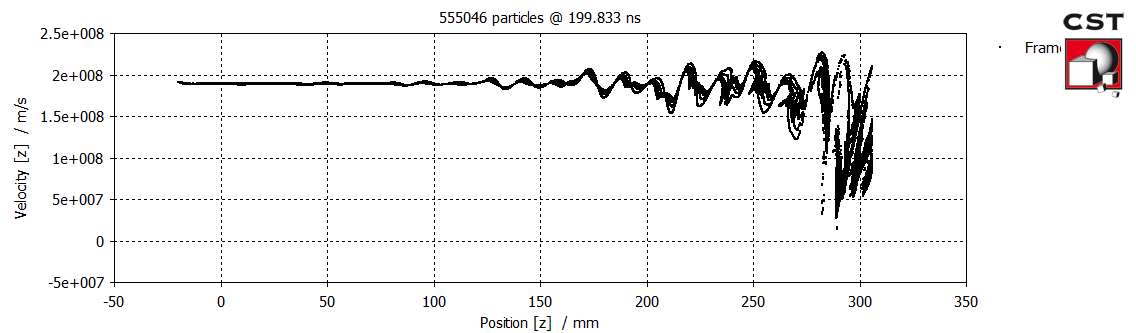 555046 particles @ 199.833 ns
CST
2.5e+008
Frame
2e+008
1.5e+008
1e+008
5e+007
0
-5e+007
Velocity [z] / m/s
-50 0 50 100 150 200 250 300 350
Position [z] / mm